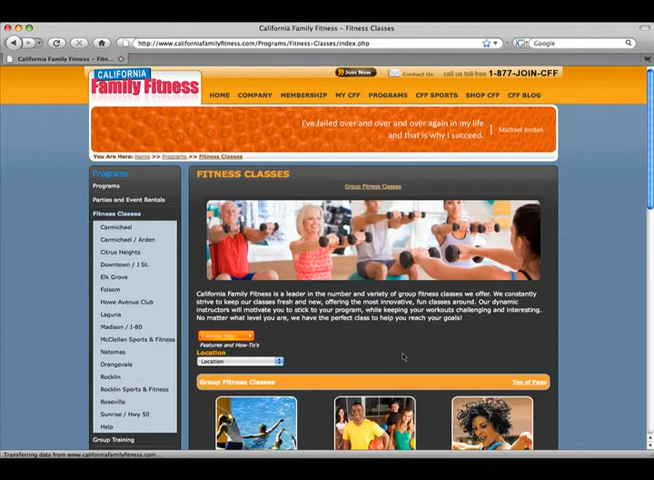 California Family Fitness - Fitness Classes
http://www.californiafamilyfitness.com/Programs/Fitness-Classes/index.php
Google
California Family Fitness - Fitn...
CALIFORNIA
Family Fitness
Join Now
Contact Us
call us toll-free 1-877-JOIN-CFF
HOME COMPANY MEMBERSHIP MY CFF PROGRAMS CFF SPORTS SHOP CFF CFF BLOG
I've failed over and over and over again in my life
and that is why I succeed.
Michael Jordan
You Are Here: Home >> Programs >> Fitness Classes
Programs
Programs
Parties and Event Rentals
Fitness Classes
Carmichael
Carmichael / Arden
Citrus Heights
Downtown / J St.
Elk Grove
Folsom
Howe Avenue Club
Laguna
Madison / I-80
McClellan Sports & Fitness
Natomas
Orangevale
Rocklin
Rocklin Sports & Fitness
Roseville
Sunrise / Hwy 50
Help
Group Training
FITNESS CLASSES
Group Fitness Classes
California Family Fitness is a leader in the number and variety of group fitness classes we offer. We constantly
strive to keep our classes fresh and new, offering the most innovative, fun classes around. Our dynamic
instructors will motivate you to stick to your program, while keeping your workouts challenging and interesting.
No matter what level you are, we have the perfect class to help you reach your goals!
Features and How-To's
Location
Location
Group Fitness Classes
Top of Page
Transferring data from www.californiafamilyfitness.com...